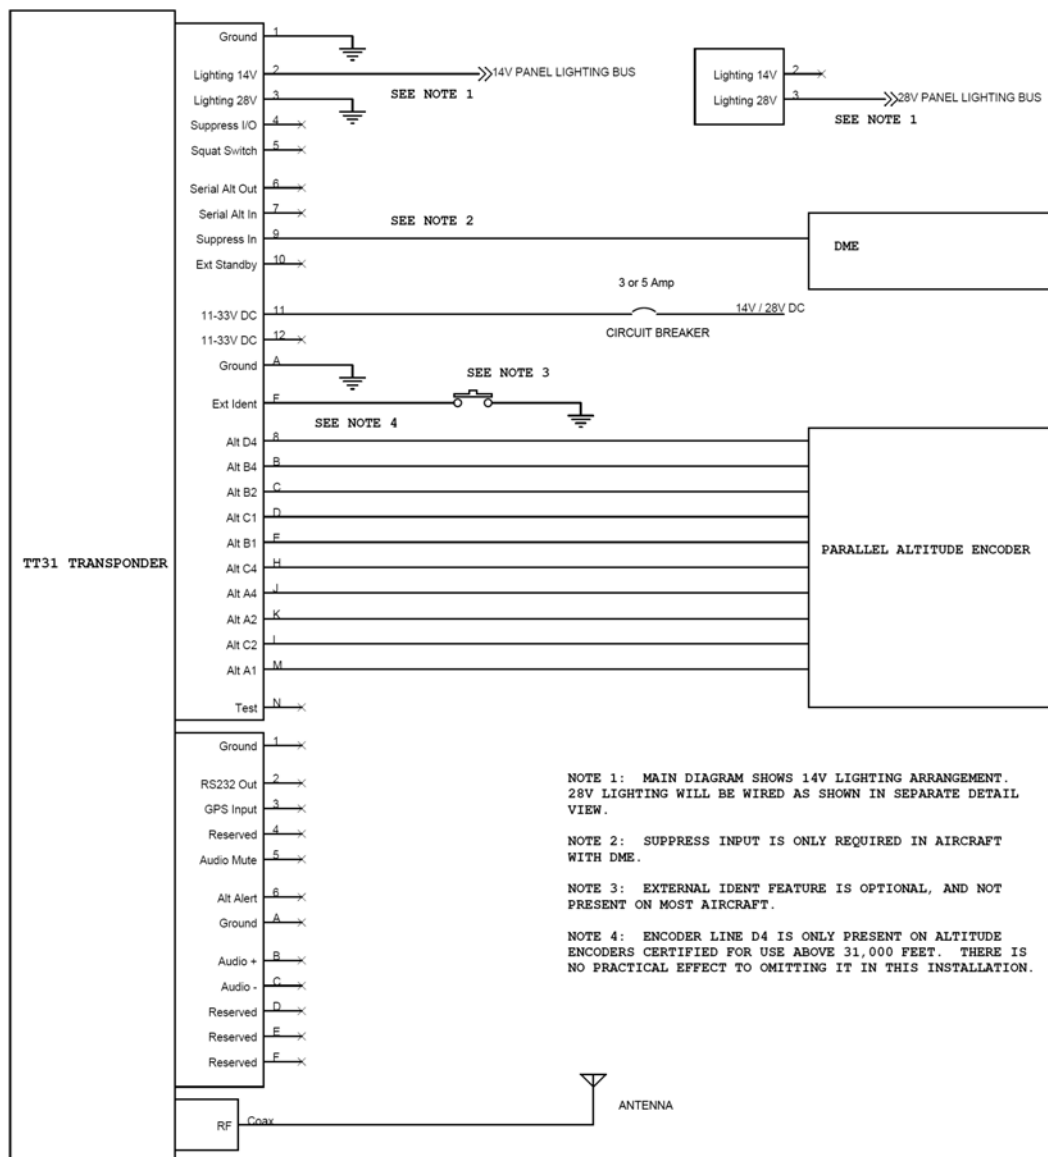 Ground 1
Lighting 14V 2 14V PANEL LIGHTING BUS
SEE NOTE 1
Lighting 28V 3
Suppress I/O 4
Squat Switch 5
Serial Alt Out 6
Serial Alt In 7
SEE NOTE 2
Suppress In 9
Ext Standby 10
Lighting 14V 2
Lighting 28V 3 28V PANEL LIGHTING BUS
SEE NOTE 1
DME
3 or 5 Amp
11-33V DC 11 14V / 28V DC
CIRCUIT BREAKER
11-33V DC 12
Ground A
SEE NOTE 3
Ext Ident F
SEE NOTE 4
Alt D4 8
Alt B4 B
Alt B2 C
Alt C1 D
Alt B1 E
Alt C4 H
Alt A4 J
Alt A2 K
Alt C2 L
Alt A1 M
Test N
TT31 TRANSPONDER
PARALLEL ALTITUDE ENCODER
Ground 1
RS232 Out 2
GPS Input 3
Reserved 4
Audio Mute 5
Alt Alert 6
Ground A
Audio + B
Audio - C
Reserved D
Reserved E
Reserved F
RF Coax
ANTENNA
NOTE 1: MAIN DIAGRAM SHOWS 14V LIGHTING ARRANGEMENT.
28V LIGHTING WILL BE WIRED AS SHOWN IN SEPARATE DETAIL
VIEW.
NOTE 2: SUPPRESS INPUT IS ONLY REQUIRED IN AIRCRAFT
WITH DME.
NOTE 3: EXTERNAL IDENT FEATURE IS OPTIONAL, AND NOT
PRESENT ON MOST AIRCRAFT.
NOTE 4: ENCODER LINE D4 IS ONLY PRESENT ON ALTITUDE
ENCODERS CERTIFIED FOR USE ABOVE 31,000 FEET. THERE IS
NO PRACTICAL EFFECT TO OMITTING IT IN THIS INSTALLATION.